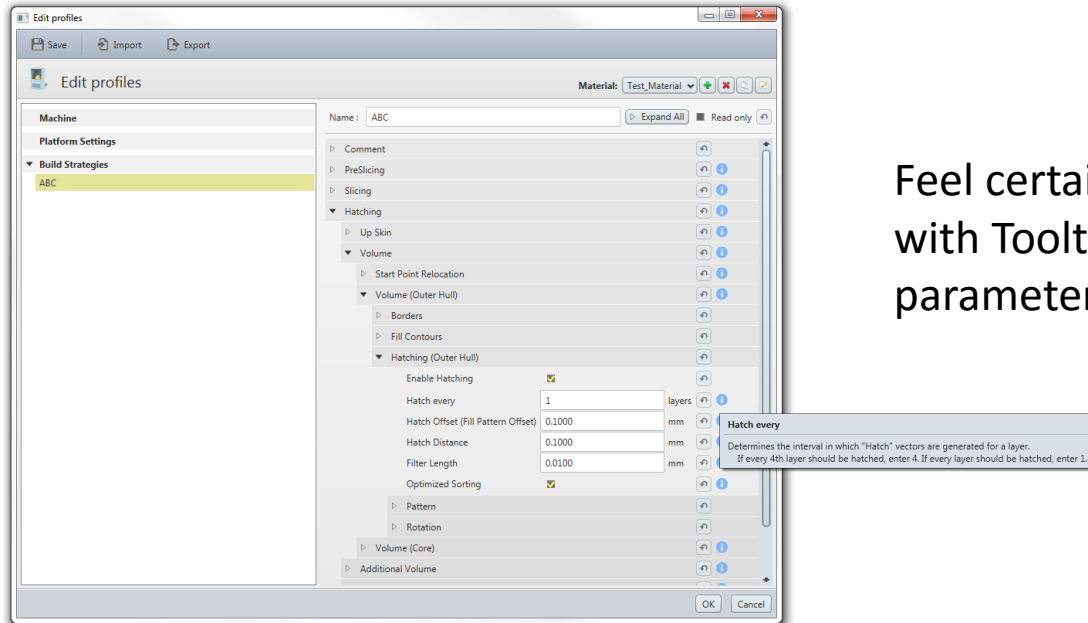 Edit profiles
Save Import Export
Edit profiles
Material: Test_Material
Machine
Platform Settings
Build Strategies
ABC
Name : ABC Expand All Read only
Comment
PreSlicing
Slicing
Hatching
Up Skin
Volume
Start Point Relocation
Volume (Outer Hull)
Borders
Fill Contours
Hatching (Outer Hull)
Enable Hatching
Hatch every 1 layers
Hatch Offset (Fill Pattern Offset) 0.1000 mm
Hatch Distance 0.1000 mm
Filter Length 0.0100 mm
Optimized Sorting
Pattern
Rotation
Volume (Core)
Additional Volume
OK Cancel
Hatch every
Determines the interval in which "Hatch" vectors are generated for a layer.
If every 4th layer should be hatched, enter 4. If every layer should be hatched, enter 1.
Feel certai
with Toolt
parameter